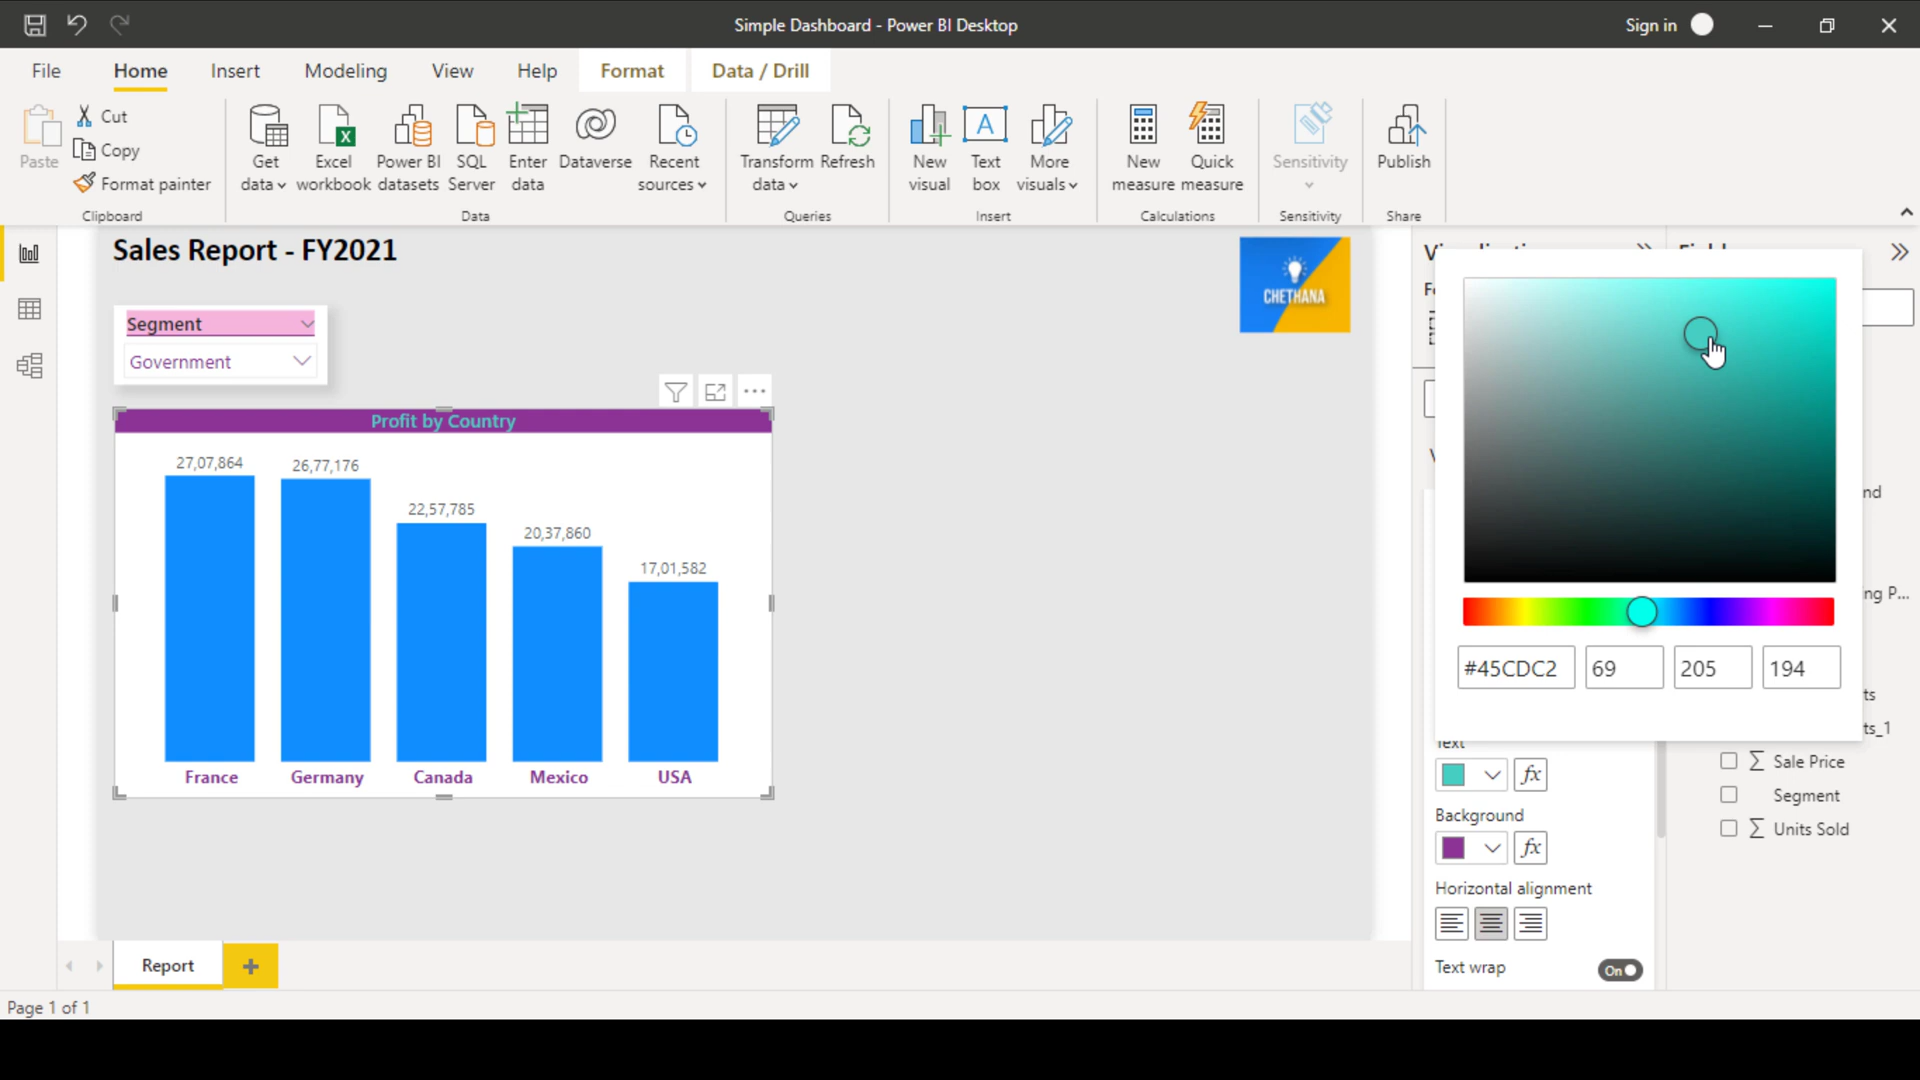 Simple Dashboard - Power BI Desktop
Sign in
File Home Insert Modeling View Help Format Data / Drill
Paste
Cut
Copy
Format painter
Clipboard
Get data
Excel workbook
Power BI datasets
SQL Server
Enter data
Dataverse
Recent sources
Data
Transform data
Refresh
Queries
New visual
Text box
More visuals
Insert
New measure
Quick measure
Calculations
Sensitivity
Sensitivity
Publish
Share
Sales Report - FY2021
CHETHANA
Segment
Government
Profit by Country
27,07,864
26,77,176
22,57,785
20,37,860
17,01,582
France Germany Canada Mexico USA
#45CDC2 69 205 194
Text
fx
Background
fx
Horizontal alignment
Text wrap
On
Sale Price
Segment
Units Sold
Report
Page 1 of 1